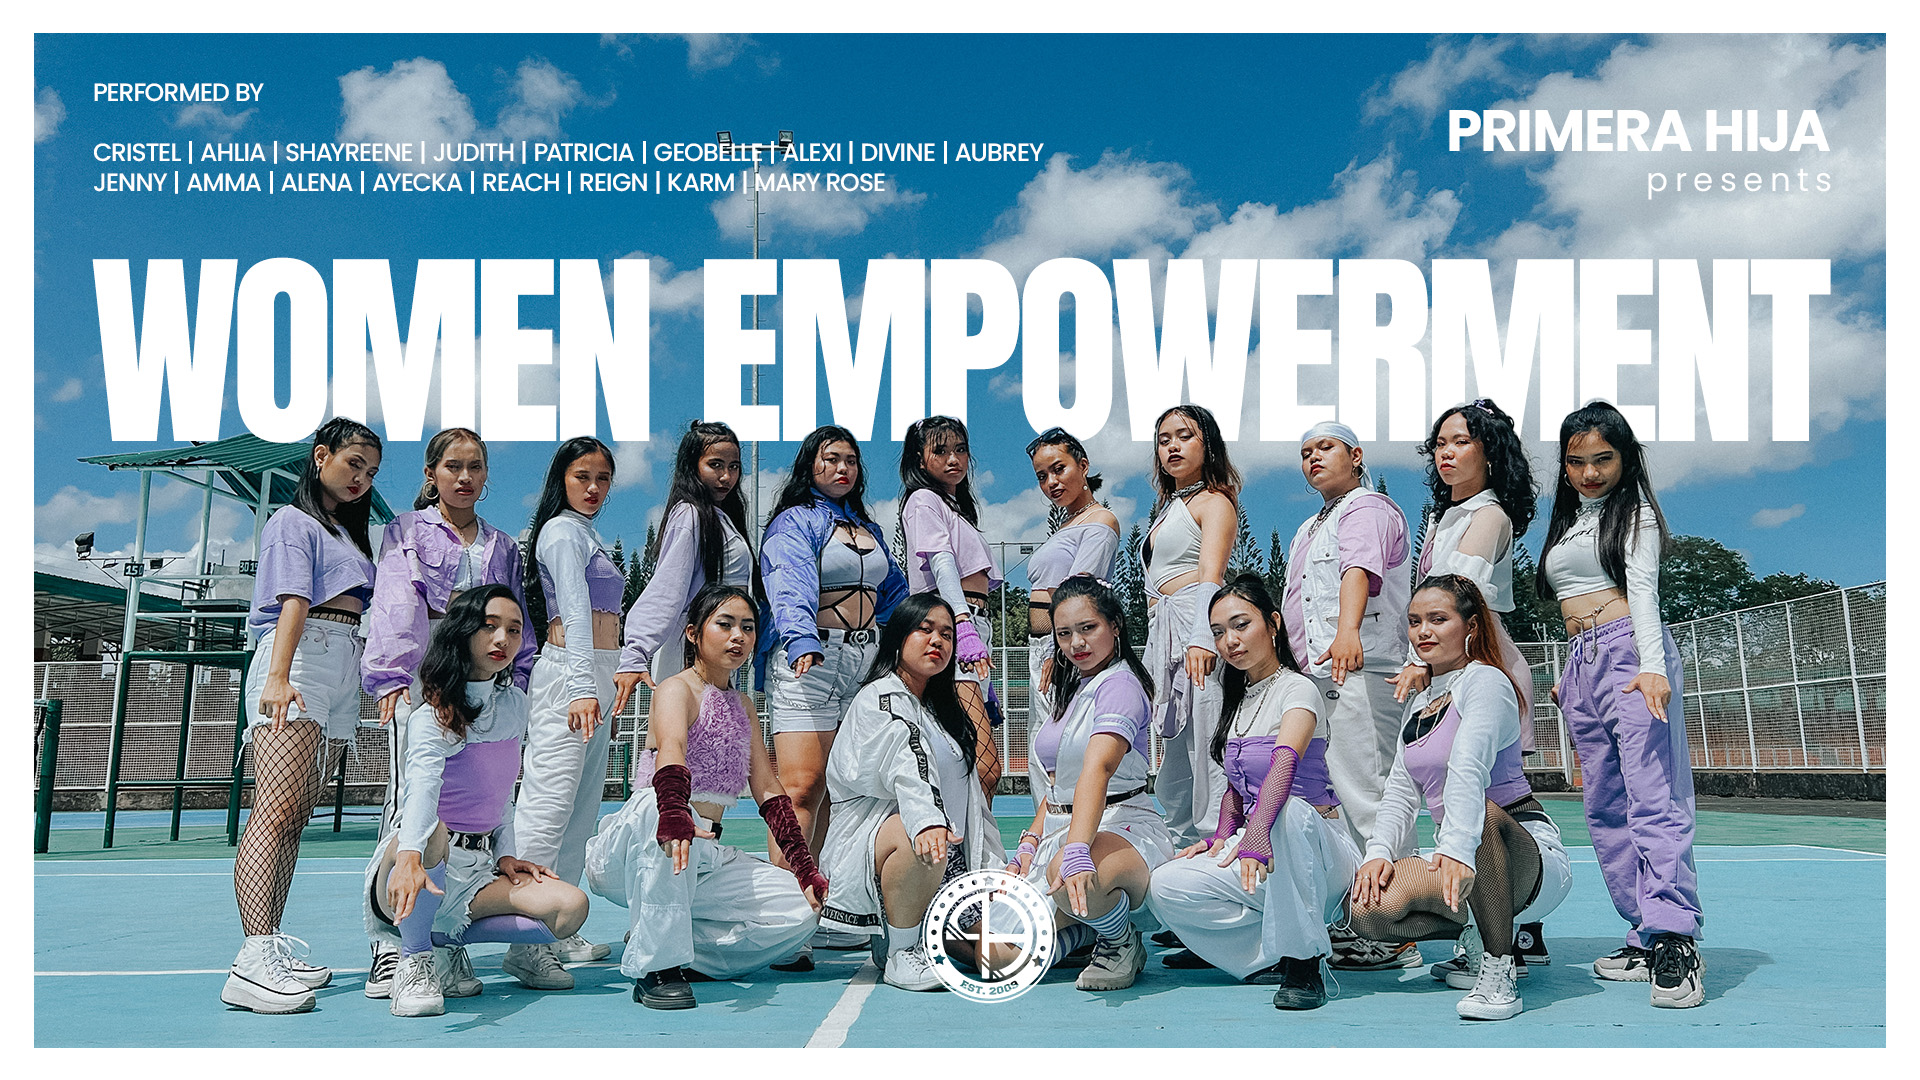 PERFORMED BY
CRISTEL | AHLIA | SHAYREENE | JUDITH | PATRICIA | GEOBELLE | ALEXI | DIVINE | AUBREY
JENNY | AMMA | ALENA | AYECKA | REACH | REIGN | KARM | MARY ROSE
PRIMERA HIJA
presents
WOMEN EMPOWERMENT
EST. 2009